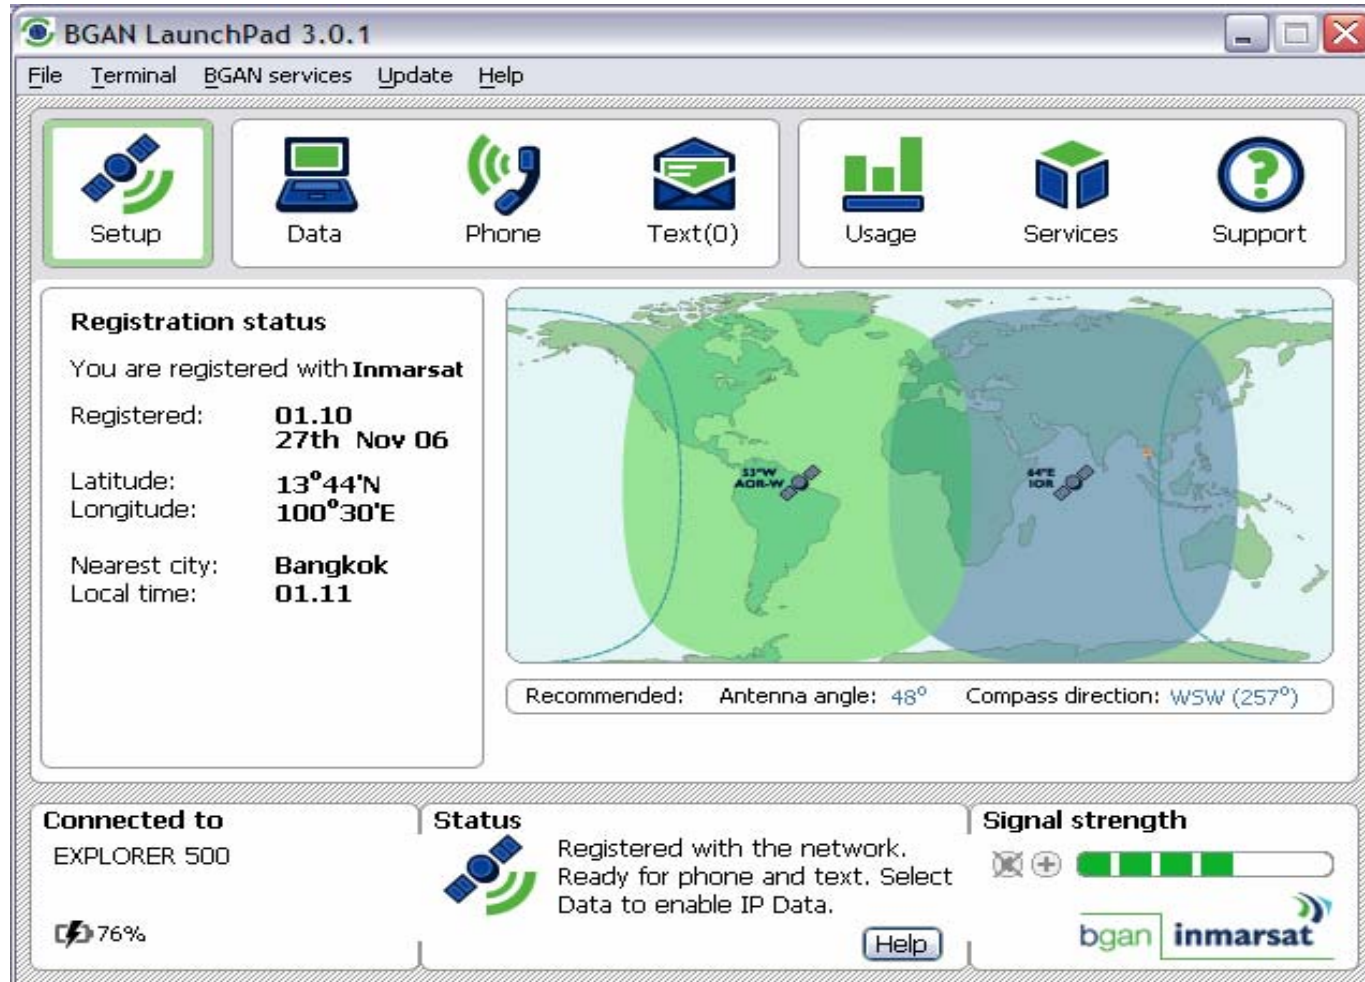 BGAN LaunchPad 3.0.1
File Terminal BGAN services Update Help
Setup Data Phone Text(0) Usage Services Support
Registration status
You are registered with Inmarsat
Registered: 01.10
27th Nov 06
Latitude: 13°44'N
Longitude: 100°30'E
Nearest city: Bangkok
Local time: 01.11
53°W
AOR-W
64°E
IOR
Recommended: Antenna angle: 48° Compass direction: WSW (257°)
Connected to
EXPLORER 500
76%
Status
Registered with the network.
Ready for phone and text. Select
Data to enable IP Data.
Help
Signal strength
bgan inmarsat